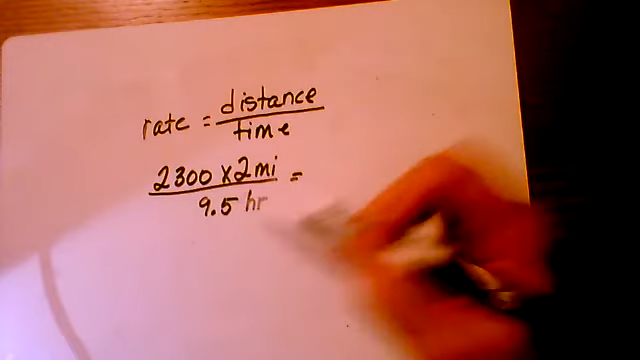 rate = distance / time
2300 x 2 mi / 9.5 hr =